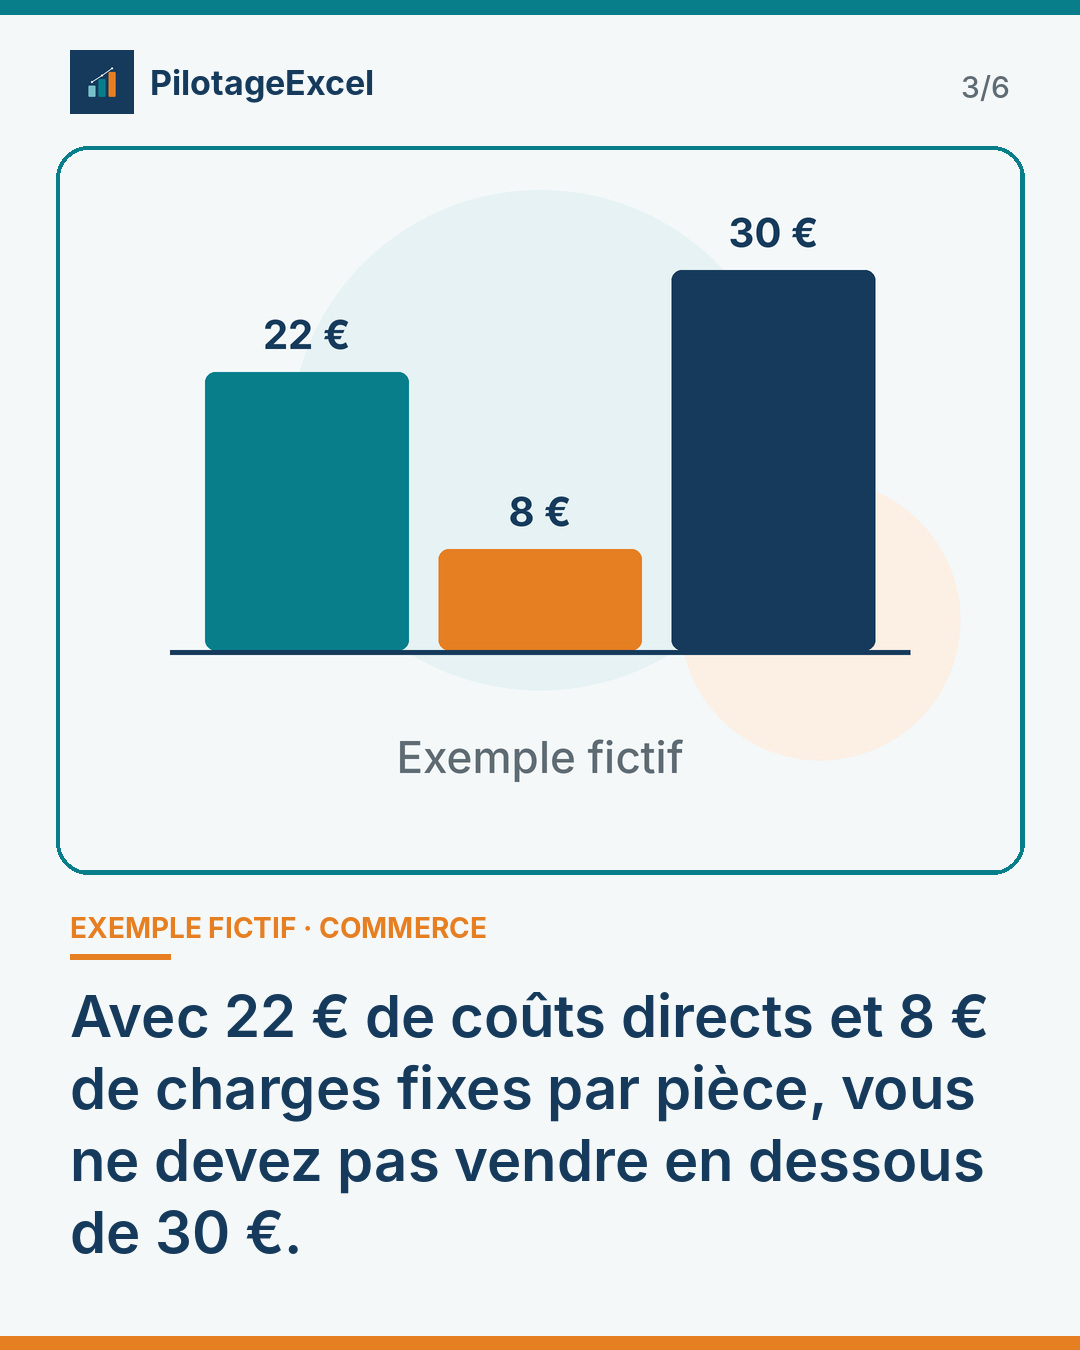 PilotageExcel
3/6
30 €
22 €
8 €
Exemple fictif
EXEMPLE FICTIF · COMMERCE
Avec 22 € de coûts directs et 8 €
de charges fixes par pièce, vous
ne devez pas vendre en dessous
de 30 €.